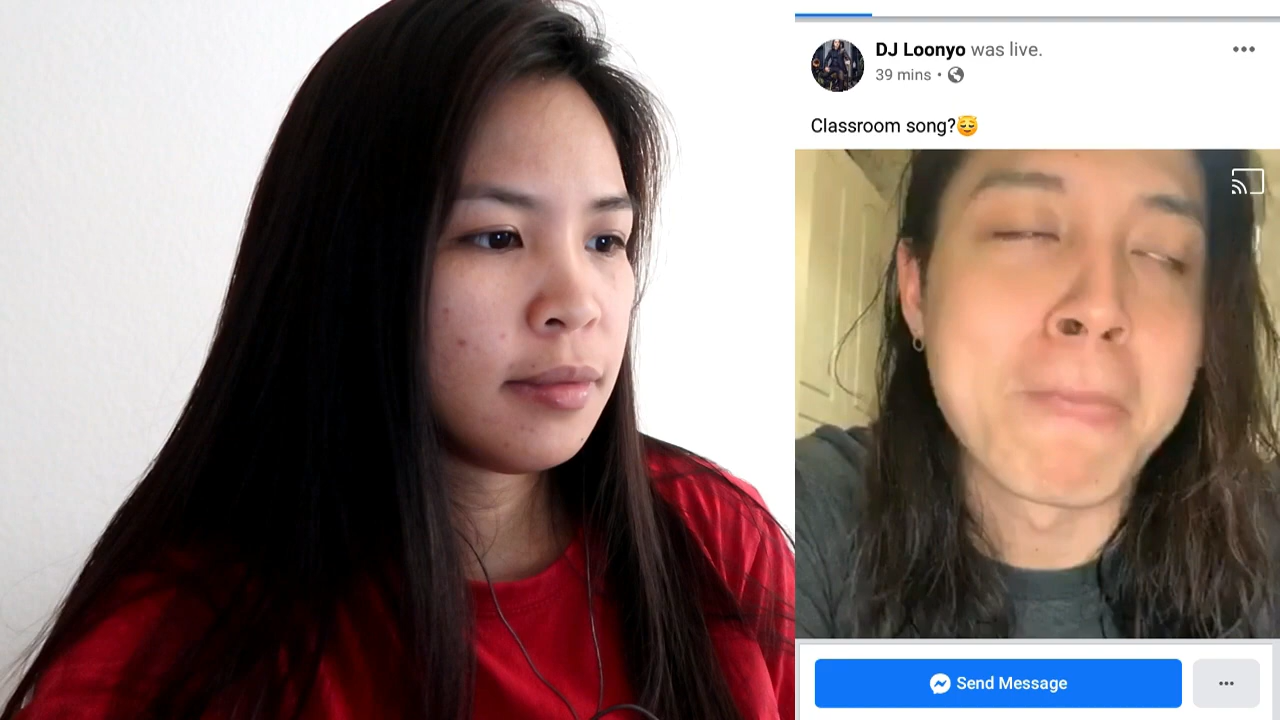 DJ Loonyo was live.
39 mins •
Classroom song?😇
Send Message